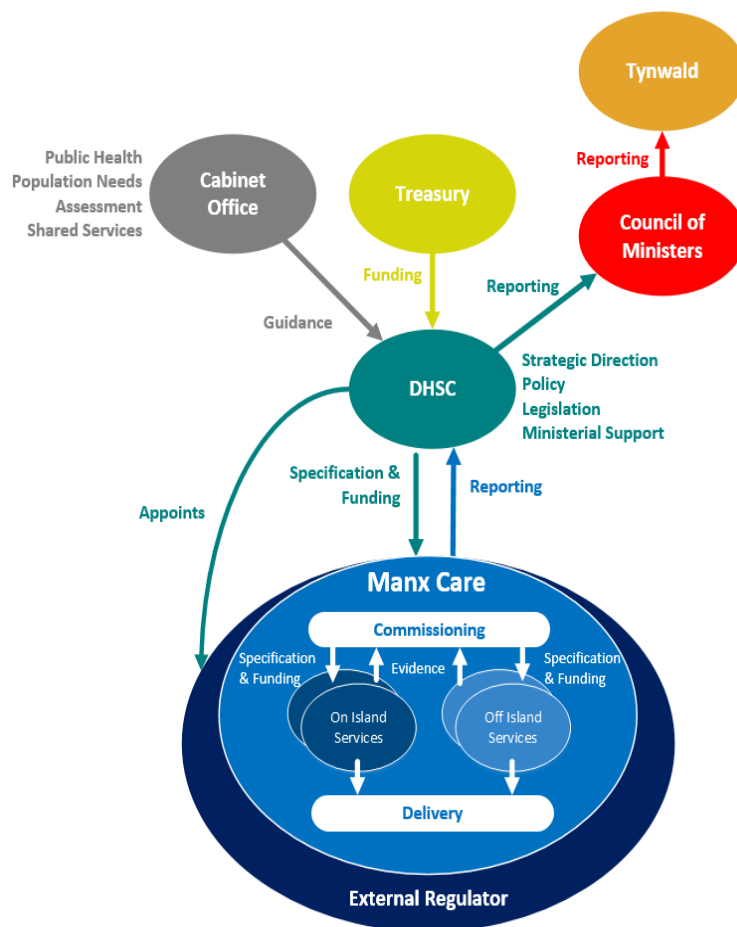 Tynwald
Public Health
Population Needs
Assessment
Shared Services
Cabinet
Office
Treasury
Reporting
Council of
Ministers
Funding
Reporting
Guidance
DHSC
Strategic Direction
Policy
Legislation
Ministerial Support
Specification &
Funding
Reporting
Appoints
Manx Care
Commissioning
Specification
& Funding
Evidence
Specification
& Funding
On Island
Services
Off Island
Services
Delivery
External Regulator